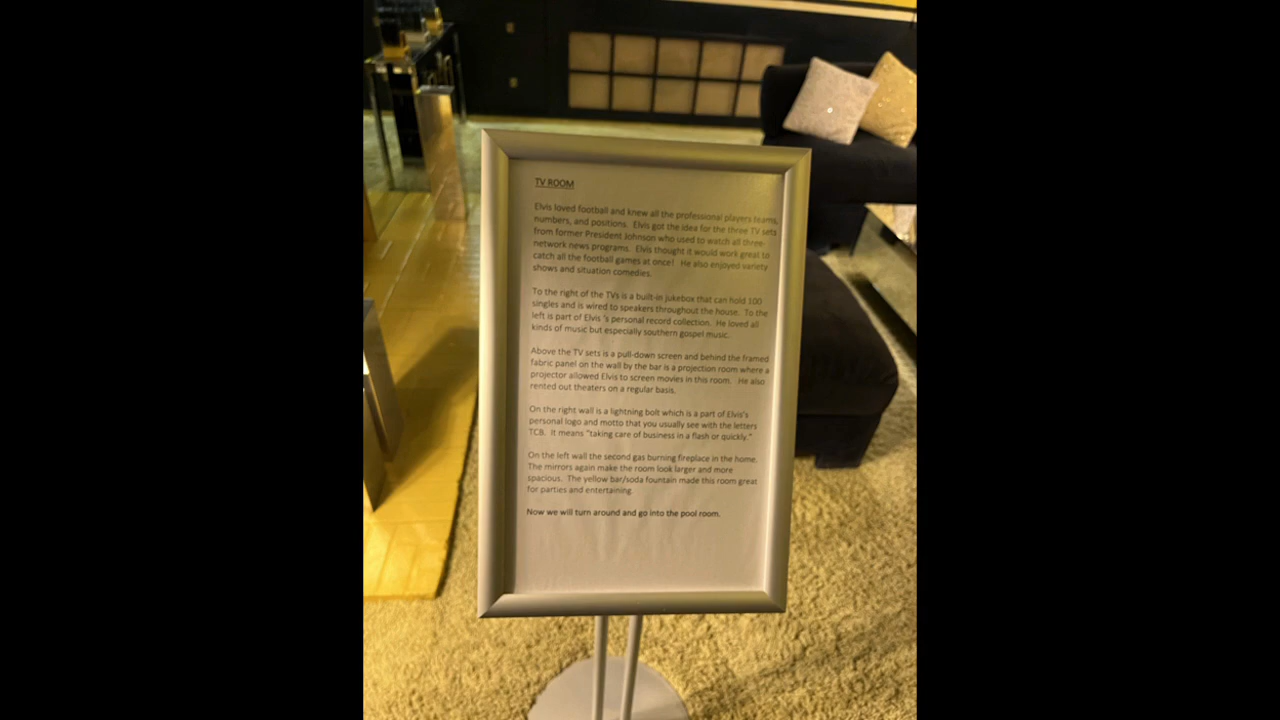 TV ROOM
Elvis loved football and knew all the professional players teams,
numbers, and positions. Elvis got the idea for the three TV sets
from former President Johnson who used to watch all three-
network news programs. Elvis thought it would work great to
catch all the football games at once! He also enjoyed variety
shows and situation comedies.
To the right of the TVs is a built-in jukebox that can hold 100
singles and is wired to speakers throughout the house. To the
left is part of Elvis 's personal record collection. He loved all
kinds of music but especially southern gospel music.
Above the TV sets is a pull-down screen and behind the framed
fabric panel on the wall by the bar is a projection room where a
projector allowed Elvis to screen movies in this room. He also
rented out theaters on a regular basis.
On the right wall is a lightning bolt which is a part of Elvis's
personal logo and motto that you usually see with the letters
TCB. It means "taking care of business in a flash or quickly."
On the left wall the second gas burning fireplace in the home.
The mirrors again make the room look larger and more
spacious. The yellow bar/soda fountain made this room great
for parties and entertaining.
Now we will turn around and go into the pool room.